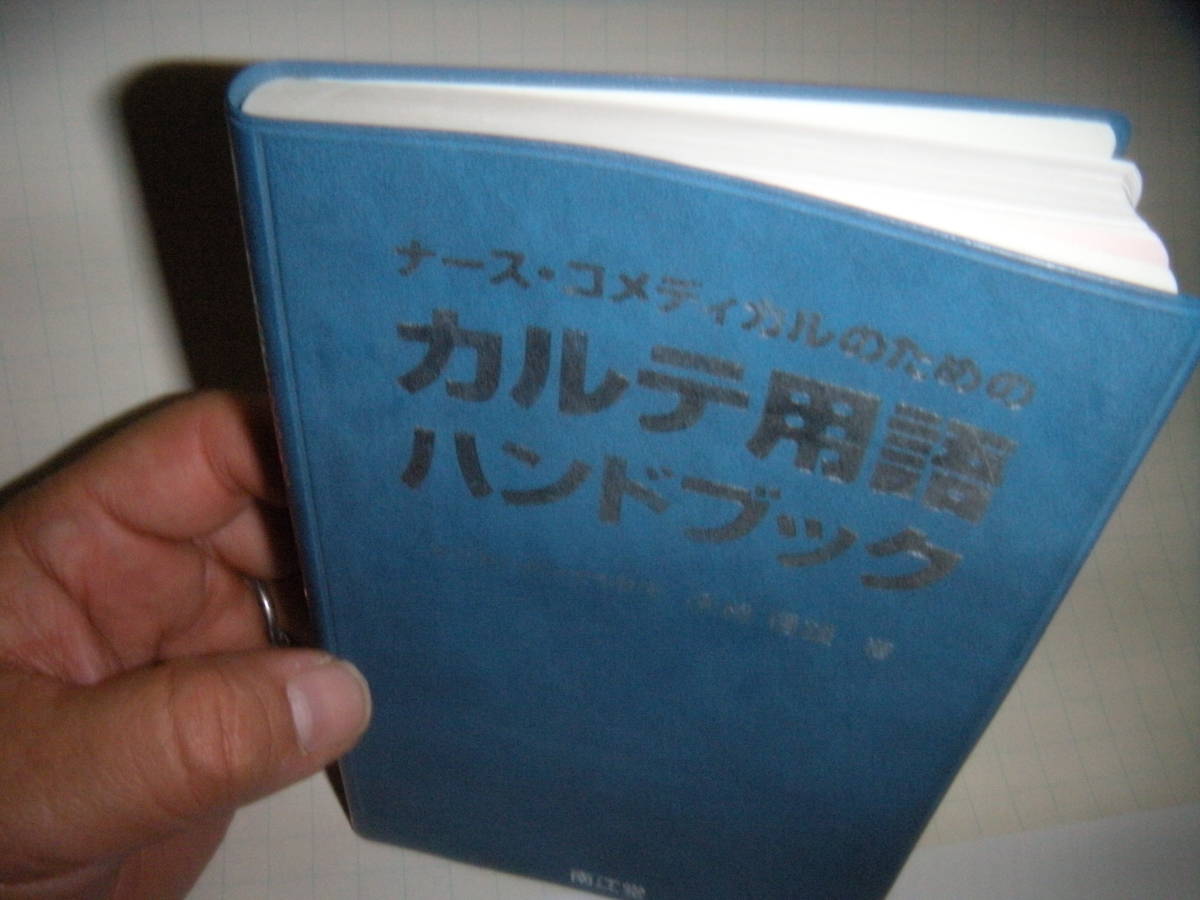 ナース・コメディカルのための
カルテ用語
ハンドブック
著
南江堂